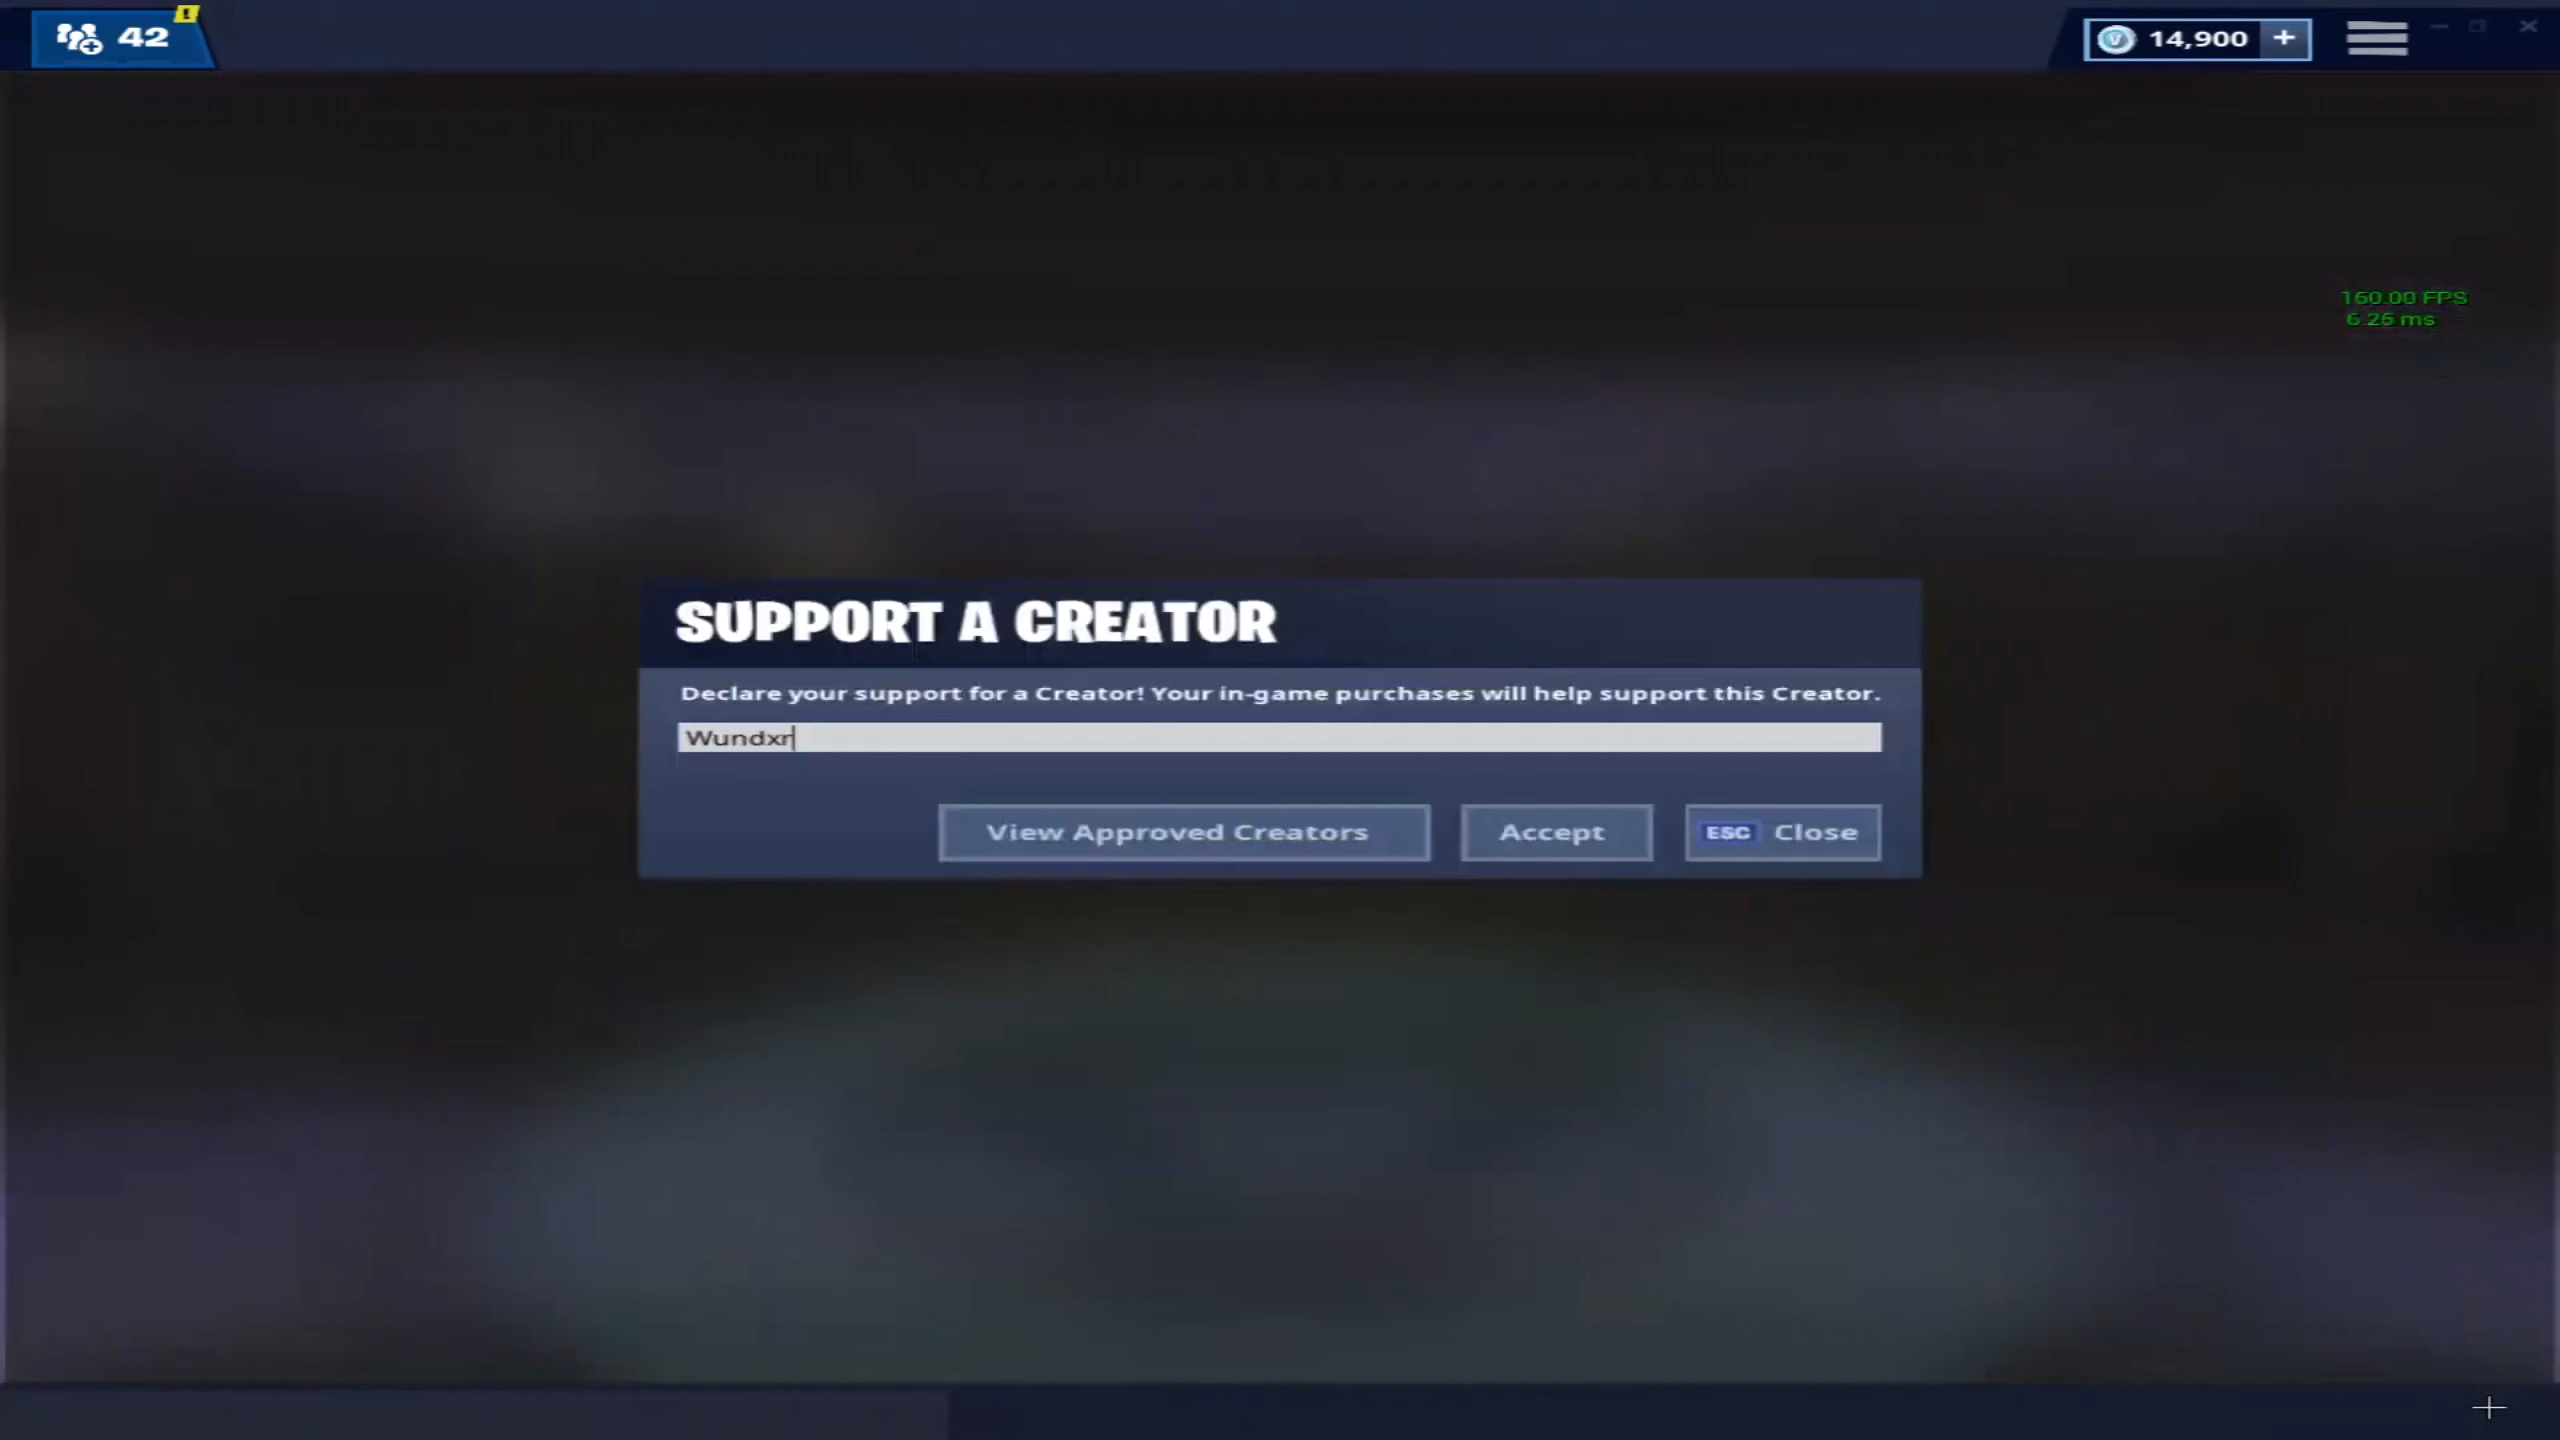 42
14,900 +
160.00 FPS
6.25 ms
SUPPORT A CREATOR
Declare your support for a Creator! Your in-game purchases will help support this Creator.
Wundxr
View Approved Creators
Accept
ESC Close